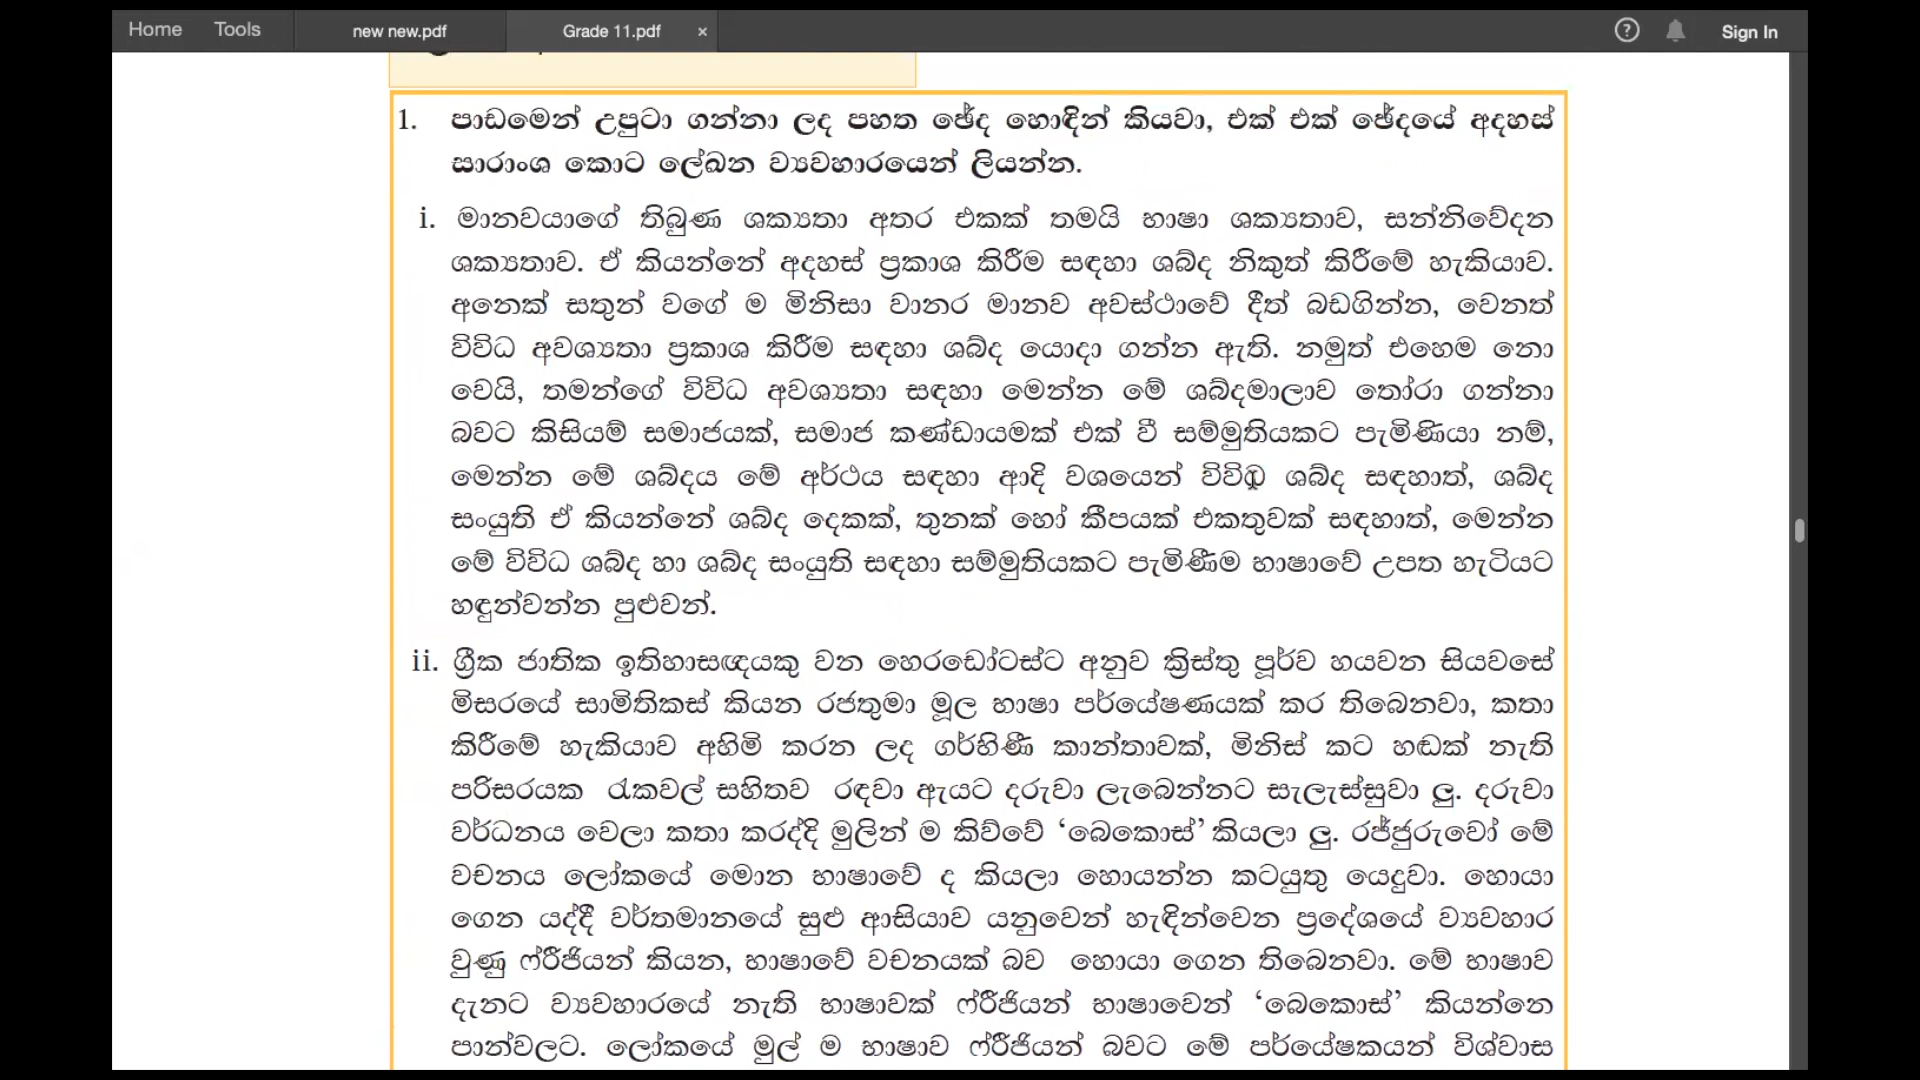 Home Tools new new.pdf Grade 11.pdf × ? Sign In
1. පාඩමෙන් උපුටා ගන්නා ලද පහත ඡේද හොඳින් කියවා, එක් එක් ඡේදයේ අදහස්
සාරාංශ කොට ලේඛන ව්‍යවහාරයෙන් ලියන්න.
i. මානවයාගේ තිබුණ ශක්‍යතා අතර එකක් තමයි භාෂා ශක්‍යතාව, සන්නිවේදන
ශක්‍යතාව. ඒ කියන්නේ අදහස් ප්‍රකාශ කිරීම සඳහා ශබ්ද නිකුත් කිරීමේ හැකියාව.
අනෙක් සතුන් වගේ ම මිනිසා වානර මානව අවස්ථාවේ දීත් බඩගින්න, වෙනත්
විවිධ අවශ්‍යතා ප්‍රකාශ කිරීම සඳහා ශබ්ද යොදා ගන්න ඇති. නමුත් එහෙම නො
වෙයි, තමන්ගේ විවිධ අවශ්‍යතා සඳහා මෙන්න මේ ශබ්දමාලාව තෝරා ගන්නා
බවට කිසියම් සමාජයක්, සමාජ කණ්ඩායමක් එක් වී සම්මුතියකට පැමිණියා නම්,
මෙන්න මේ ශබ්දය මේ අර්ථය සඳහා ආදි වශයෙන් විවිධ ශබ්ද සඳහාත්, ශබ්ද
සංයුති ඒ කියන්නේ ශබ්ද දෙකක්, තුනක් හෝ කීපයක් එකතුවක් සඳහාත්, මෙන්න
මේ විවිධ ශබ්ද හා ශබ්ද සංයුති සඳහා සම්මුතියකට පැමිණීම භාෂාවේ උපත හැටියට
හඳුන්වන්න පුළුවන්.
ii. ග්‍රීක ජාතික ඉතිහාසඥයකු වන හෙරඩෝටස්ට අනුව ක්‍රිස්තු පූර්ව හයවන සියවසේ
මිසරයේ සාමිතිකස් කියන රජතුමා මූල භාෂා පර්යේෂණයක් කර තිබෙනවා, කතා
කිරීමේ හැකියාව අහිමි කරන ලද ගර්හිණී කාන්තාවක්, මිනිස් කට හඬක් නැති
පරිසරයක රැකවල් සහිතව රඳවා ඇයට දරුවා ලැබෙන්නට සැලැස්සුවා ලු. දරුවා
වර්ධනය වෙලා කතා කරද්දි මුලින් ම කිව්වේ ‘බෙකොස්’ කියලා ලු. රජ්ජුරුවෝ මේ
වචනය ලෝකයේ මොන භාෂාවේ ද කියලා හොයන්න කටයුතු යෙදුවා. හොයා
ගෙන යද්දී වර්තමානයේ සුළු ආසියාව යනුවෙන් හැඳින්වෙන ප්‍රදේශයේ ව්‍යවහාර
වුණු ෆ්රීජියන් කියන, භාෂාවේ වචනයක් බව හොයා ගෙන තිබෙනවා. මේ භාෂාව
දැනට ව්‍යවහාරයේ නැති භාෂාවක් ෆ්රීජියන් භාෂාවෙන් ‘බෙකොස්’ කියන්නෙ
පාන්වලට. ලෝකයේ මුල් ම භාෂාව ෆ්රීජියන් බවට මේ පර්යේෂකයන් විශ්වාස